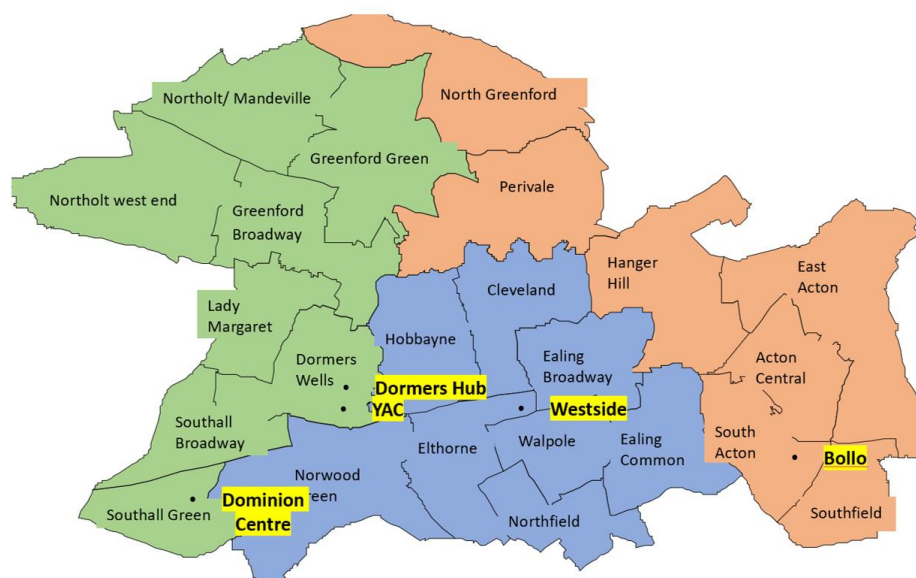 Northolt/ Mandeville
North Greenford
Greenford Green
Perivale
Northolt west end
Greenford
Broadway
Hanger
Hill
East
Acton
Cleveland
Lady
Margaret
Hobbayne
Dormers
Wells
Ealing
Broadway
Acton
Central
Dormers Hub
YAC
Westside
Southall
Broadway
Elthorne
Walpole
Ealing
Common
South
Acton
Bollo
Norwood
Green
Dominion
Centre
Southall Green
Northfield
Southfield